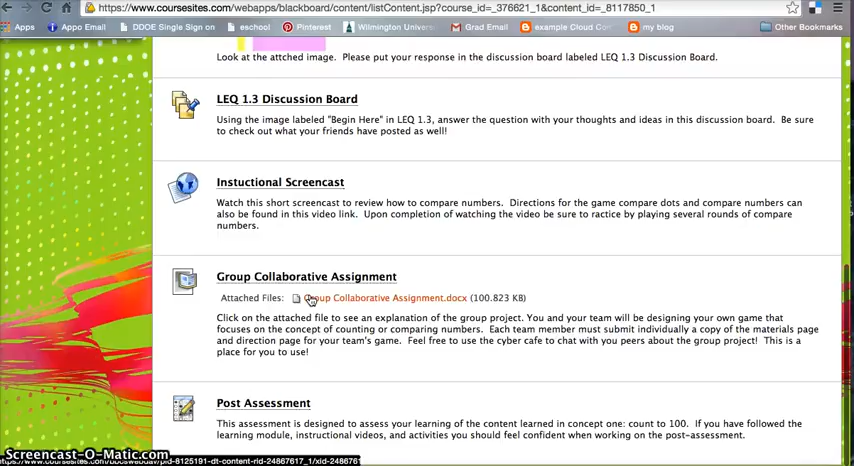 https://www.coursesites.com/webapps/blackboard/content/listContent.jsp?course_id=_376621_1&content_id=_8117850_1
Apps Appo Email DDOE Single Sign on eschool Pinterest Wilmington Univers Grad Email example Cloud Com my blog Other Bookmarks
Look at the attched image. Please put your response in the discussion board labeled LEQ 1.3 Discussion Board.
LEQ 1.3 Discussion Board
Using the image labeled "Begin Here" in LEQ 1.3, answer the question with your thoughts and ideas in this discussion board. Be sure
to check out what your friends have posted as well!
Instuctional Screencast
Watch this short screencast to review how to compare numbers. Directions for the game compare dots and compare numbers can
also be found in this video link. Upon completion of watching the video be sure to ractice by playing several rounds of compare
numbers.
Group Collaborative Assignment
Attached Files: Group Collaborative Assignment.docx (100.823 KB)
Click on the attached file to see an explanation of the group project. You and your team will be designing your own game that
focuses on the concept of counting or comparing numbers. Each team member must submit individually a copy of the materials page
and direction page for your team's game. Feel free to use the cyber cafe to chat with you peers about the group project! This is a
place for you to use!
Post Assessment
This assessment is designed to assess your learning of the content learned in concept one: count to 100. If you have followed the
learning module, instructional videos, and activities you should feel confident when working on the post-assessment.
Screencast-O-Matic.com